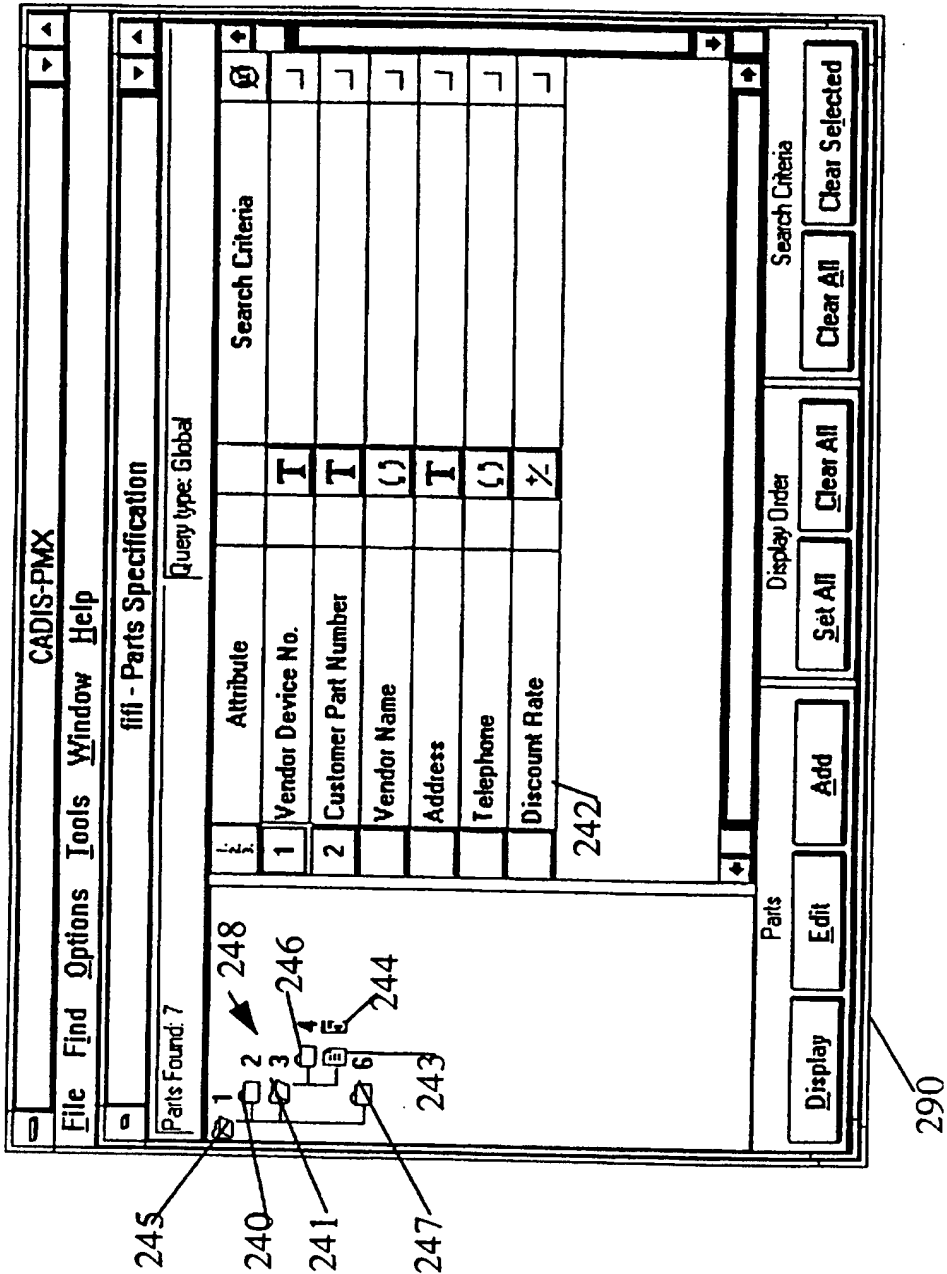 CADIS-PMX
File Find Options Tools Window Help
fifi - Parts Specification
Parts Found: 7
Query type: Global
Attribute
Search Criteria
1 Vendor Device No. T
2 Customer Part Number T
Vendor Name ( )
Address T
Telephone ( )
Discount Rate +/-
1
2
3
4
6
245
240
241
247
248
246
244
243
242
Parts
Display Order
Search Criteria
Display
Edit
Add
Set All
Clear All
Clear All
Clear Selected
290